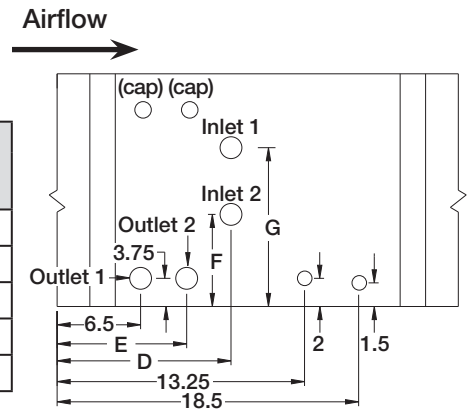 Airflow
(cap) (cap)
Inlet 1
Inlet 2
Outlet 2
G
3.75
F
Outlet 1
6.5
E
2
1.5
D
13.25
18.5